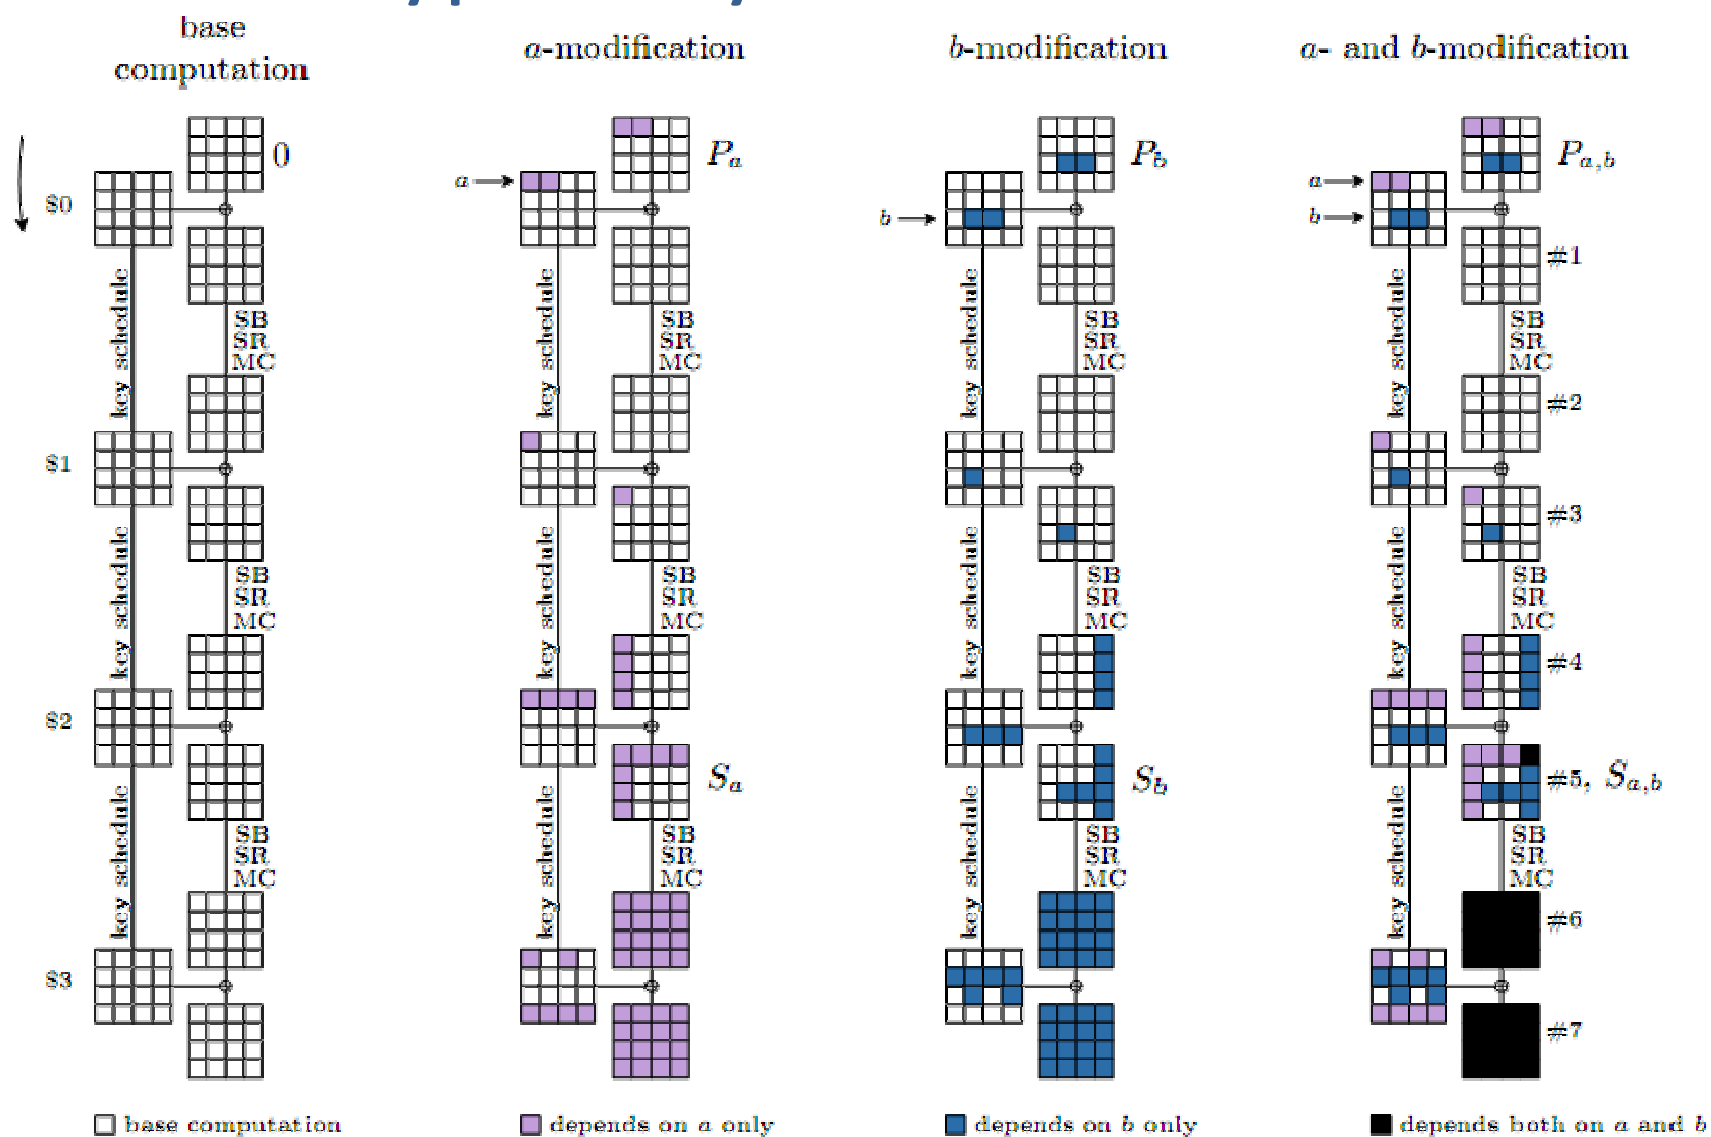 base
computation
a-modification
b-modification
a- and b-modification
0
P_a
P_b
P_{a,b}
a
b
a
b
$0
#1
key schedule
key schedule
key schedule
key schedule
SB
SR
MC
SB
SR
MC
SB
SR
MC
SB
SR
MC
#2
$1
#3
key schedule
key schedule
key schedule
key schedule
SB
SR
MC
SB
SR
MC
SB
SR
MC
SB
SR
MC
#4
$2
S_a
S_b
#5, S_{a,b}
key schedule
key schedule
key schedule
key schedule
SB
SR
MC
SB
SR
MC
SB
SR
MC
SB
SR
MC
#6
$3
#7
base computation
depends on a only
depends on b only
depends both on a and b